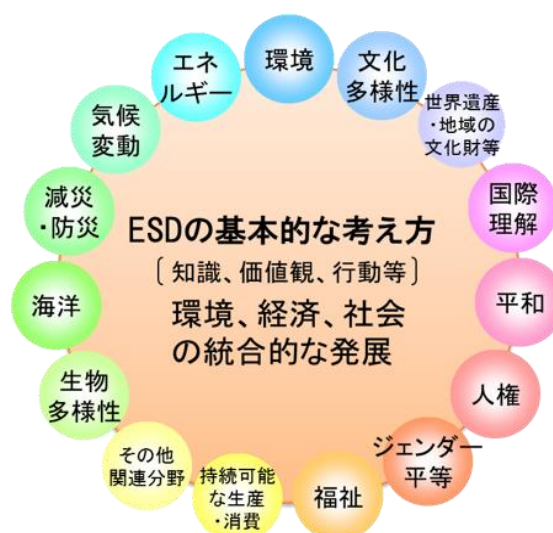 環境
文化
多様性
世界遺産
・地域の
文化財等
国際
理解
平和
人権
ジェンダー
平等
福祉
持続可能
な生産
・消費
その他
関連分野
生物
多様性
海洋
減災
・防災
気候
変動
エネ
ルギー
ESDの基本的な考え方
［知識、価値観、行動等］
環境、経済、社会
の統合的な発展